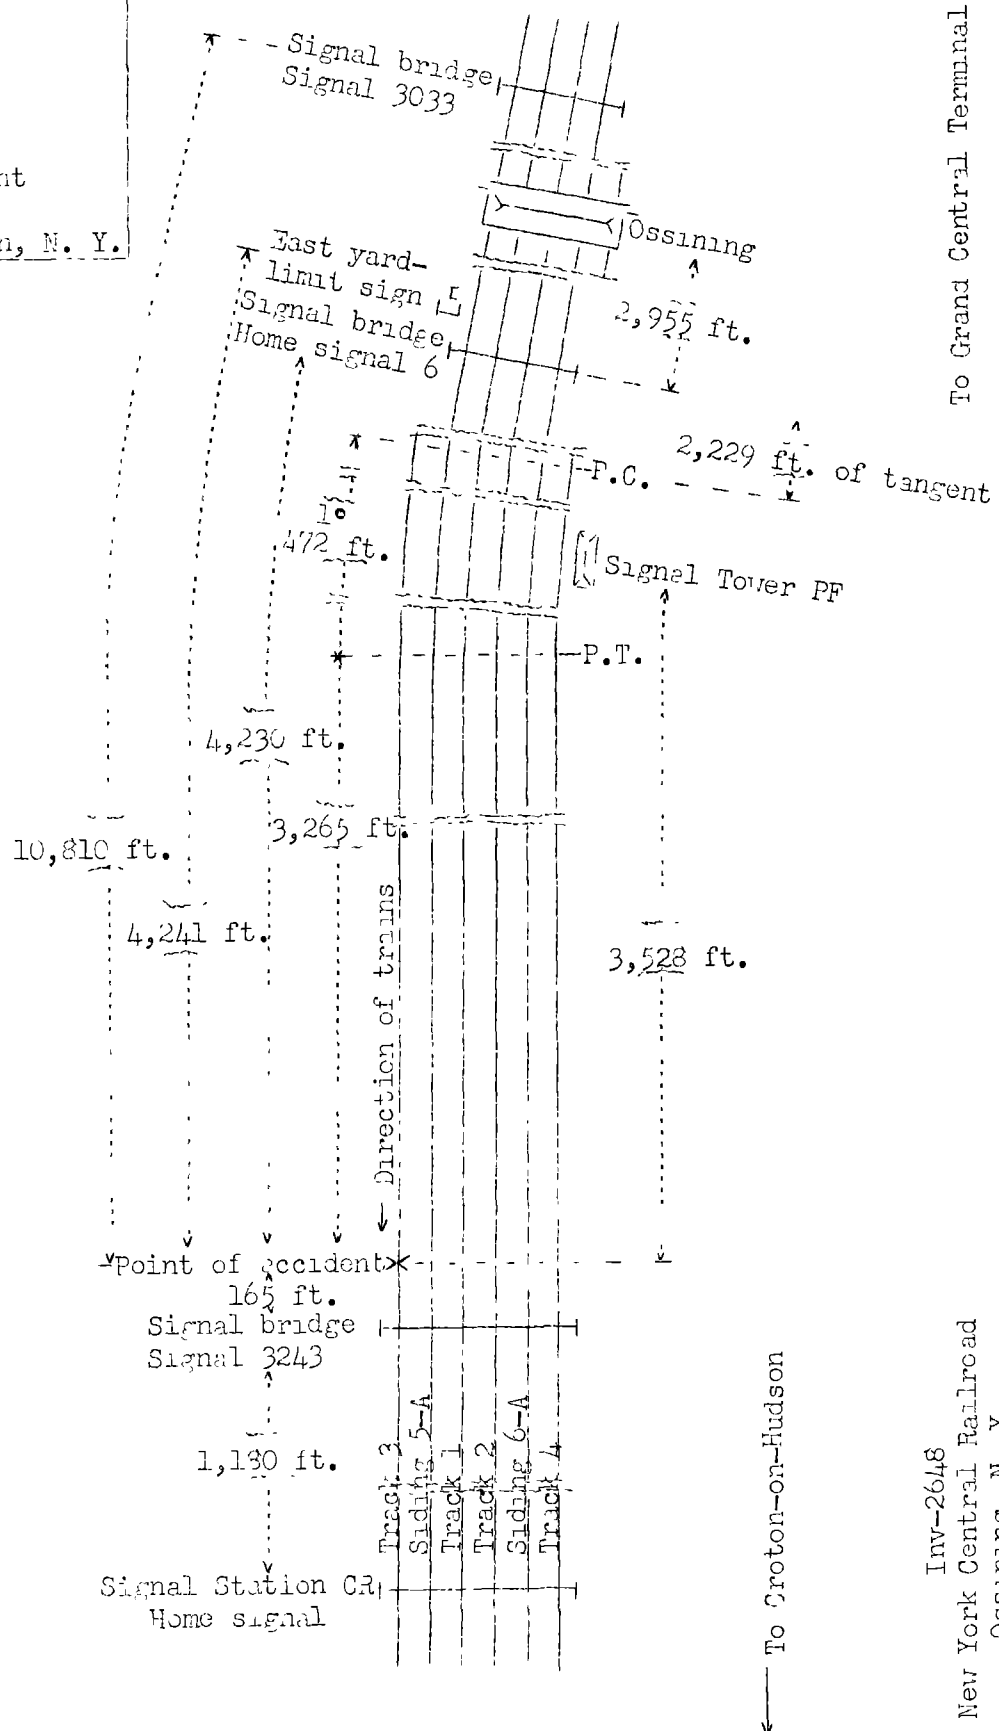 nt
n, N. Y.
Signal bridge
Signal 3033
Ossining
East yard-
limit sign
Signal bridge
Home signal 6
2,955 ft.
P.C.
2,229 ft. of tangent
1°
472 ft.
Signal Tower PF
P.T.
4,230 ft.
3,265 ft.
10,810 ft.
4,241 ft.
3,528 ft.
Direction of trains
Point of accident
165 ft.
Signal bridge
Signal 3243
1,180 ft.
Track 3
Siding 5-A
Track 1
Track 2
Siding 6-A
Track 4
Signal Station CR
Home signal
To Grand Central Terminal
To Croton-on-Hudson
Inv-2648
New York Central Railroad
Ossining, N. Y.